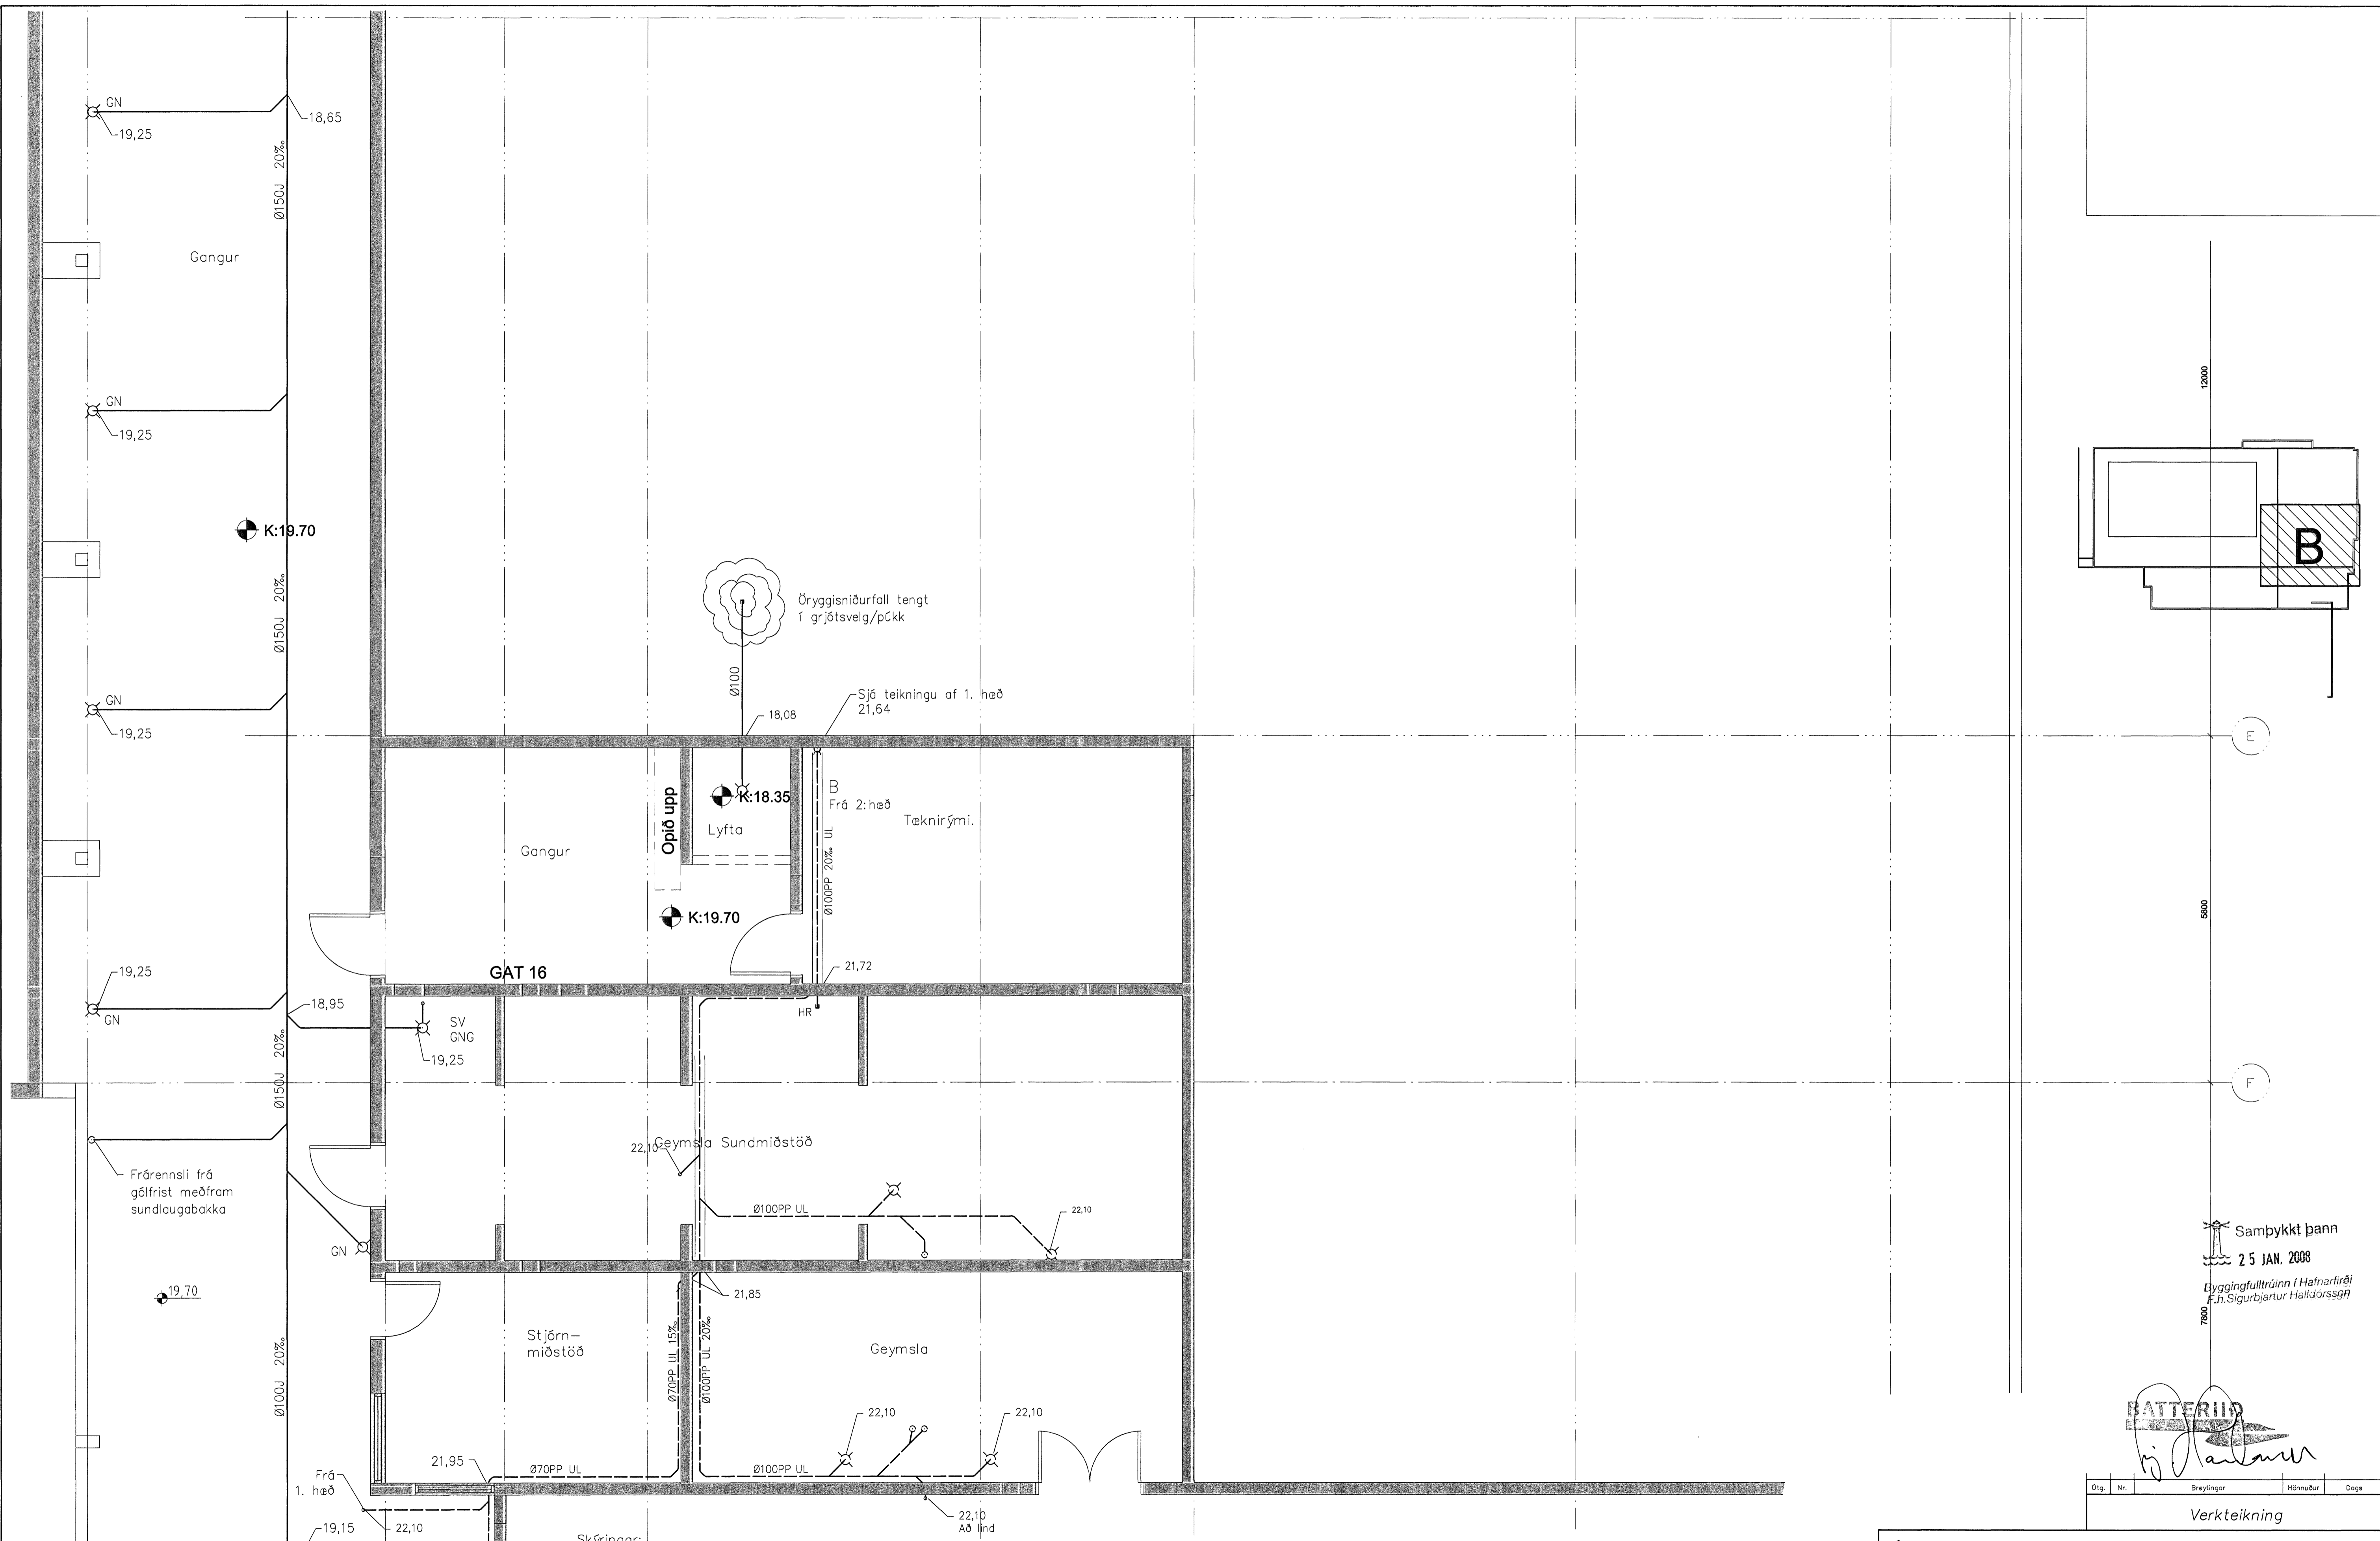 GN
19,25
18,65
Ø150J 20‰
Gangur
GN
19,25
K:19.70
Ø150J 20‰
GN
19,25
Öryggisniðurfall tengt
í grjótsvelg/púkk
Ø100
18,08
Sjá teikningu af 1. hæð
21,64
12000
B
E
Opið upp
K:18.35
Lyfta
B
Frá 2:hæð
Tæknirými.
Gangur
Ø100PP 20‰ UL
K:19.70
5800
GAT 16
21,72
19,25
GN
18,95
SV
GNG
19,25
HR
Ø150J 20‰
F
22,10
Geymsla Sundmiðstöð
Frárennsli frá
gólfrist meðfram
sundlaugabakka
Ø100PP UL
22,10
GN
19,70
21,85
Samþykkt þann
25 JAN. 2008
Byggingfulltrúinn í Hafnarfirði
F.h.Sigurbjartur Halldórsson
7800
Stjórn-
miðstöð
Ø70PP UL 15‰
Ø100PP UL 20‰
Geymsla
Ø100J 20‰
22,10
22,10
21,95
Ø70PP UL
Ø100PP UL
Frá
1. hæð
22,10
19,15
22,10
Að lind
Skýringar:
BATTERÍIÐ
Útg. Nr. Breytingar Hönnuður Dags
Verkteikning